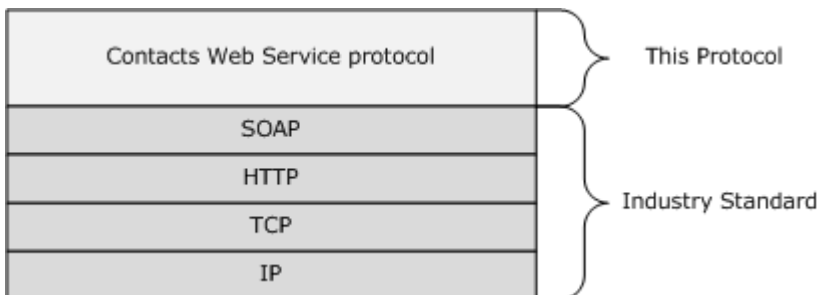 Contacts Web Service protocol
This Protocol
SOAP
HTTP
TCP
IP
Industry Standard